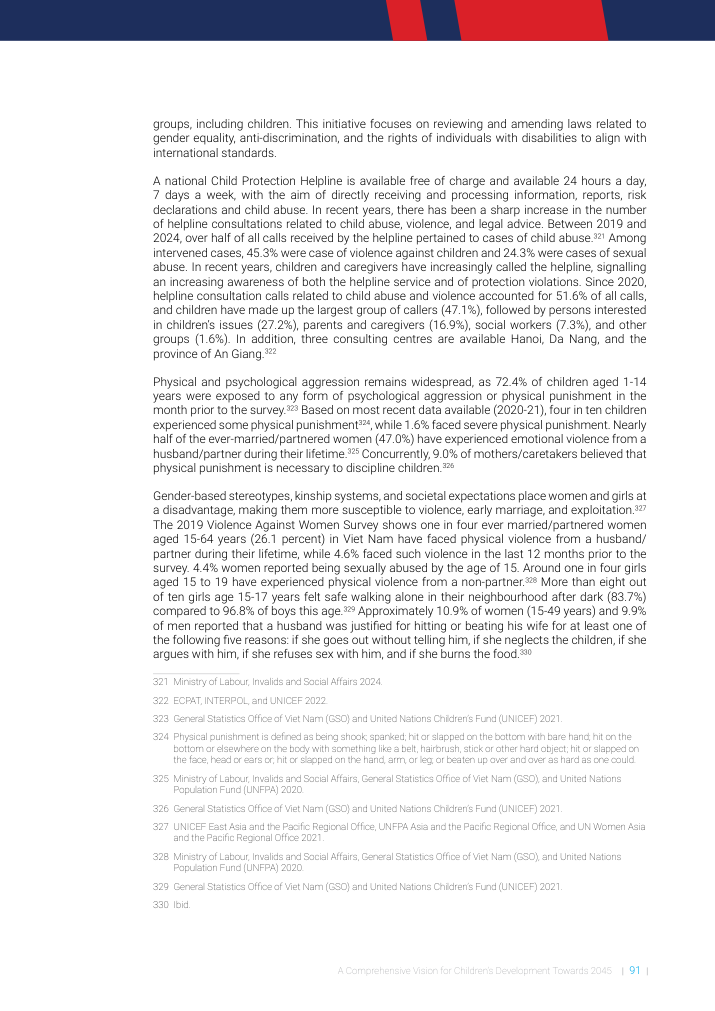 groups, including children. This initiative focuses on reviewing and amending laws related to
gender equality, anti-discrimination, and the rights of individuals with disabilities to align with
international standards.
A national Child Protection Helpline is available free of charge and available 24 hours a day,
7 days a week, with the aim of directly receiving and processing information, reports, risk
declarations and child abuse. In recent years, there has been a sharp increase in the number
of helpline consultations related to child abuse, violence, and legal advice. Between 2019 and
2024, over half of all calls received by the helpline pertained to cases of child abuse.321 Among
intervened cases, 45.3% were case of violence against children and 24.3% were cases of sexual
abuse. In recent years, children and caregivers have increasingly called the helpline, signalling
an increasing awareness of both the helpline service and of protection violations. Since 2020,
helpline consultation calls related to child abuse and violence accounted for 51.6% of all calls,
and children have made up the largest group of callers (47.1%), followed by persons interested
in children's issues (27.2%), parents and caregivers (16.9%), social workers (7.3%), and other
groups (1.6%). In addition, three consulting centres are available Hanoi, Da Nang, and the
province of An Giang.322
Physical and psychological aggression remains widespread, as 72.4% of children aged 1-14
years were exposed to any form of psychological aggression or physical punishment in the
month prior to the survey.323 Based on most recent data available (2020-21), four in ten children
experienced some physical punishment324, while 1.6% faced severe physical punishment. Nearly
half of the ever-married/partnered women (47.0%) have experienced emotional violence from a
husband/partner during their lifetime.325 Concurrently, 9.0% of mothers/caretakers believed that
physical punishment is necessary to discipline children.326
Gender-based stereotypes, kinship systems, and societal expectations place women and girls at
a disadvantage, making them more susceptible to violence, early marriage, and exploitation.327
The 2019 Violence Against Women Survey shows one in four ever married/partnered women
aged 15-64 years (26.1 percent) in Viet Nam have faced physical violence from a husband/
partner during their lifetime, while 4.6% faced such violence in the last 12 months prior to the
survey. 4.4% women reported being sexually abused by the age of 15. Around one in four girls
aged 15 to 19 have experienced physical violence from a non-partner.328 More than eight out
of ten girls age 15-17 years felt safe walking alone in their neighbourhood after dark (83.7%)
compared to 96.8% of boys this age.329 Approximately 10.9% of women (15-49 years) and 9.9%
of men reported that a husband was justified for hitting or beating his wife for at least one of
the following five reasons: if she goes out without telling him, if she neglects the children, if she
argues with him, if she refuses sex with him, and if she burns the food.330
321 Ministry of Labour, Invalids and Social Affairs 2024.
322 ECPAT, INTERPOL, and UNICEF 2022.
323 General Statistics Office of Viet Nam (GSO) and United Nations Children's Fund (UNICEF) 2021.
324 Physical punishment is defined as being shook; spanked; hit or slapped on the bottom with bare hand; hit on the
bottom or elsewhere on the body with something like a belt, hairbrush, stick or other hard object; hit or slapped on
the face, head or ears or; hit or slapped on the hand, arm, or leg; or beaten up over and over as hard as one could.
325 Ministry of Labour, Invalids and Social Affairs, General Statistics Office of Viet Nam (GSO), and United Nations
Population Fund (UNFPA) 2020.
326 General Statistics Office of Viet Nam (GSO) and United Nations Children's Fund (UNICEF) 2021.
327 UNICEF East Asia and the Pacific Regional Office, UNFPA Asia and the Pacific Regional Office, and UN Women Asia
and the Pacific Regional Office 2021.
328 Ministry of Labour, Invalids and Social Affairs, General Statistics Office of Viet Nam (GSO), and United Nations
Population Fund (UNFPA) 2020.
329 General Statistics Office of Viet Nam (GSO) and United Nations Children's Fund (UNICEF) 2021.
330 Ibid.
A Comprehensive Vision for Children's Development Towards 2045 | 91 |